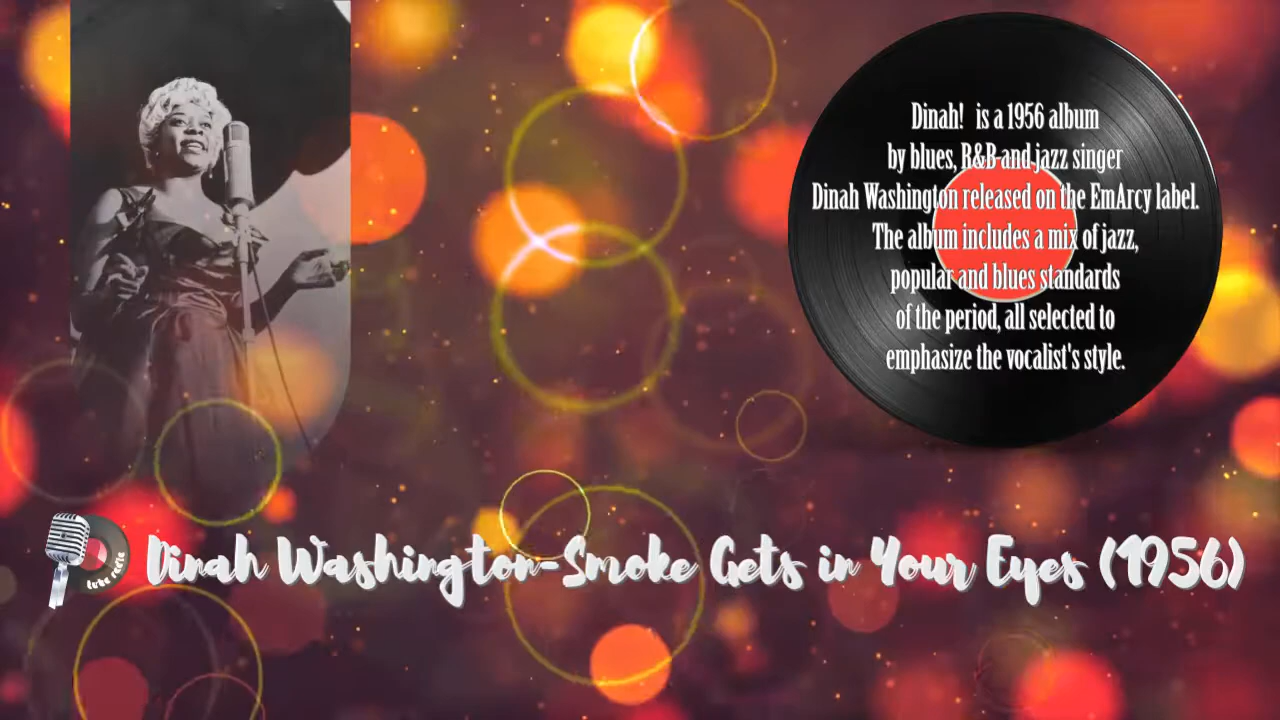 Dinah! is a 1956 album
by blues, R&B and jazz singer
Dinah Washington released on the EmArcy label.
The album includes a mix of jazz,
popular and blues standards
of the period, all selected to
emphasize the vocalist's style.
Dinah Washington-Smoke Gets in Your Eyes (1956)